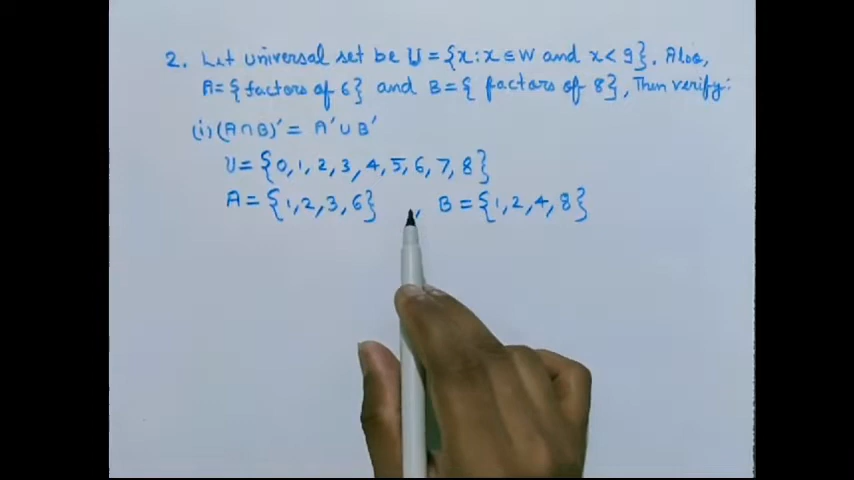 2. Let universal set be U = {x : x ∈ W and x < 9}. Also,
A = {factors of 6} and B = { factors of 8}, Then verify:
(i) (A ∩ B)′ = A′ ∪ B′
U = {0, 1, 2, 3, 4, 5, 6, 7, 8}
A = {1, 2, 3, 6} , B = {1, 2, 4, 8}